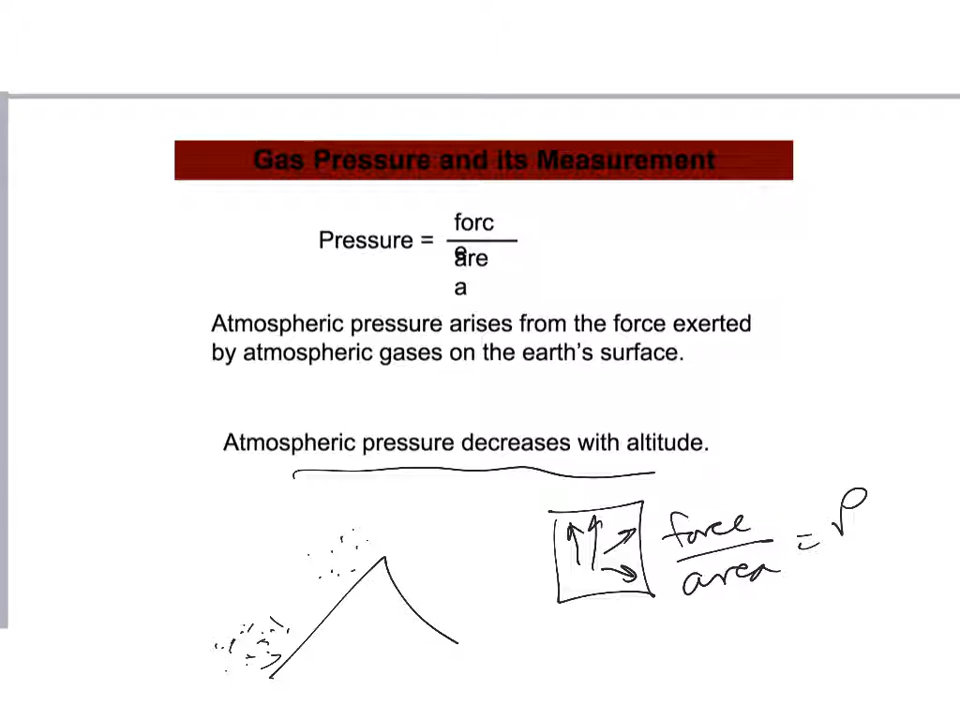 Gas Pressure and its Measurement
Pressure =
forc
e
are
a
Atmospheric pressure arises from the force exerted
by atmospheric gases on the earth's surface.
Atmospheric pressure decreases with altitude.
force
area
= P